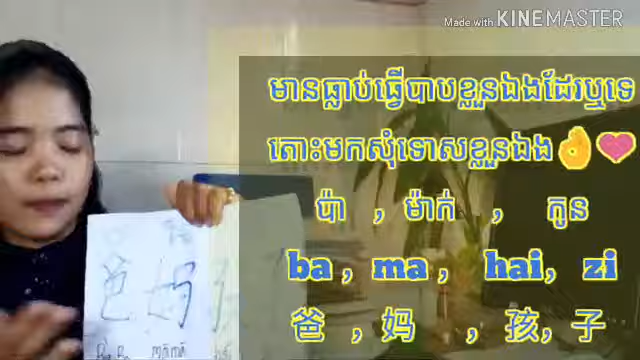 Made with KINEMASTER
មានធ្លាប់ធ្វើបាបខ្លួនឯងដែរឬទេ
តោះមកសុំទោសខ្លួនឯង👌💗
ប៉ា , ម៉ាក់ , កូន
ba , ma , hai, zi
爸 , 妈 , 孩, 子
爸 妈
MāMā